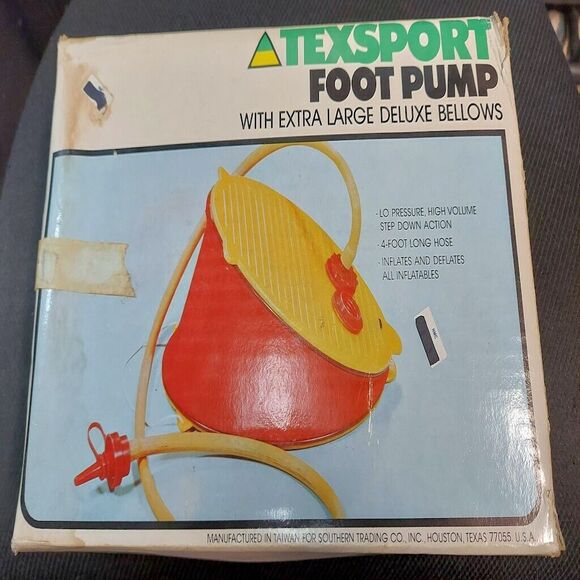 TEXSPORT
FOOT PUMP
WITH EXTRA LARGE DELUXE BELLOWS
- LO PRESSURE, HIGH VOLUME
STEP DOWN ACTION
- 4-FOOT LONG HOSE
- INFLATES AND DEFLATES
ALL INFLATABLES
MANUFACTURED IN TAIWAN FOR SOUTHERN TRADING CO., INC. HOUSTON, TEXAS 77055 U.S.A.